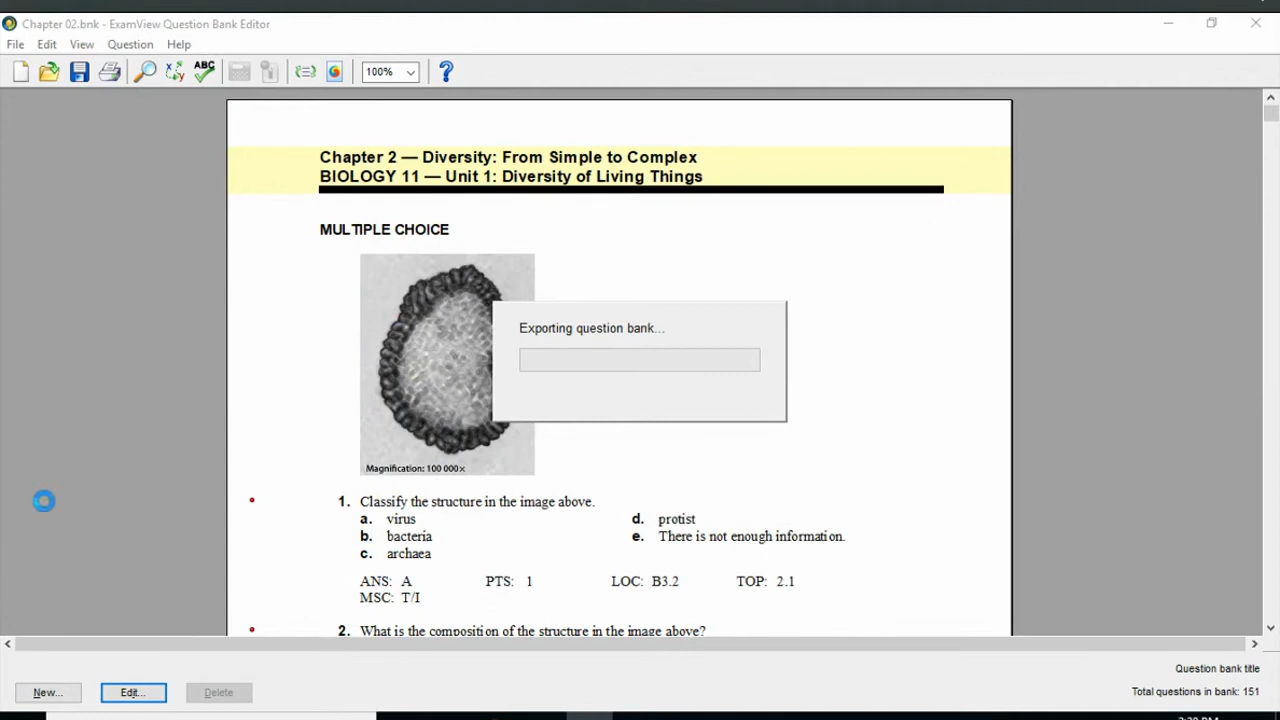 Chapter 02.bnk - ExamView Question Bank Editor
File Edit View Question Help
ABC 100% ?
Chapter 2 — Diversity: From Simple to Complex
BIOLOGY 11 — Unit 1: Diversity of Living Things
MULTIPLE CHOICE
Exporting question bank...
Magnification: 100 000×
1. Classify the structure in the image above.
a. virus d. protist
b. bacteria e. There is not enough information.
c. archaea
ANS: A PTS: 1 LOC: B3.2 TOP: 2.1
MSC: T/I
2. What is the composition of the structure in the image above?
Question bank title
New... Edit... Delete Total questions in bank: 151